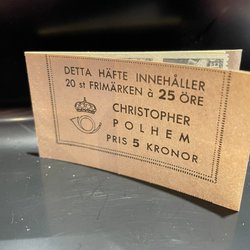 DETTA HÄFTE INNEHÅLLER
20 st FRIMÄRKEN à 25 ÖRE
CHRISTOPHER
POLHEM
PRIS 5 KRONOR